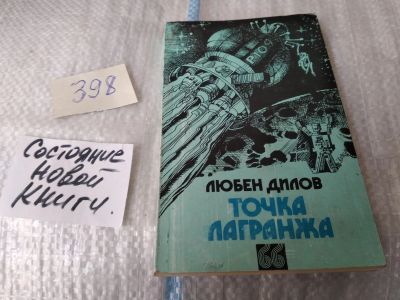 398
Состояние
новой
книги.
ЛЮБЕН ДИЛОВ
ТОЧКА
ЛАГРАНЖА